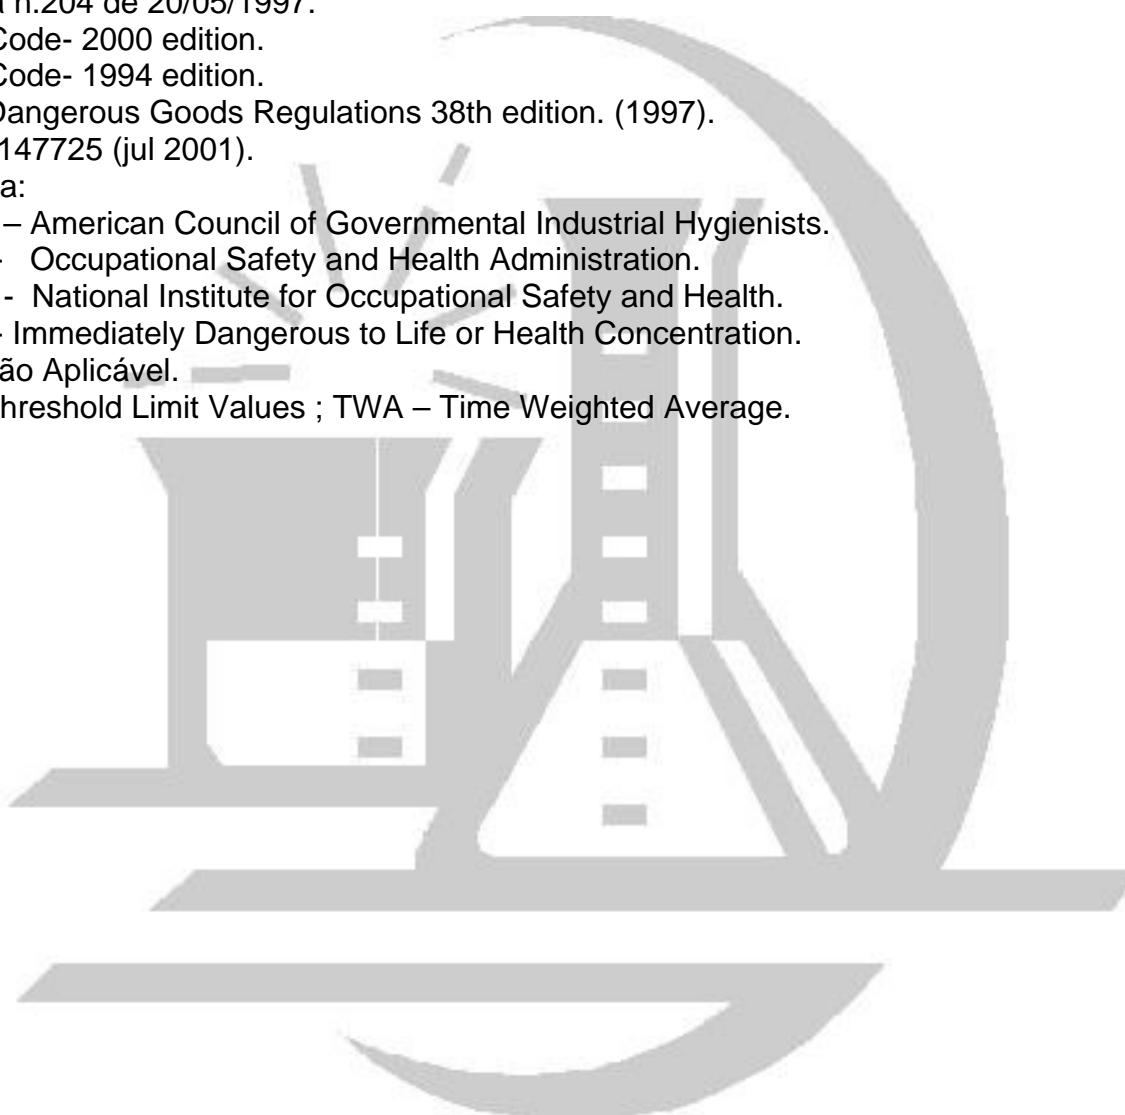 n.204 de 20/05/1997.
Code- 2000 edition.
Code- 1994 edition.
Dangerous Goods Regulations 38th edition. (1997).
147725 (jul 2001).
a:
– American Council of Governmental Industrial Hygienists.
- Occupational Safety and Health Administration.
- National Institute for Occupational Safety and Health.
- Immediately Dangerous to Life or Health Concentration.
ão Aplicável.
hreshold Limit Values ; TWA – Time Weighted Average.